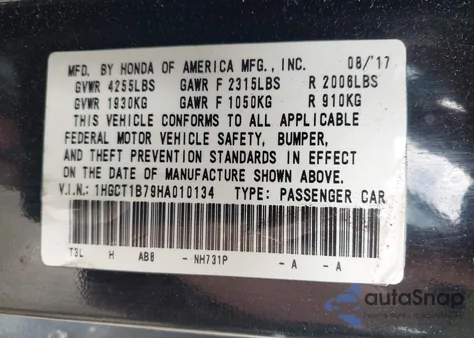 MFD. BY HONDA OF AMERICA MFG., INC. 08/'17
GVWR 4255LBS GAWR F 2315LBS R 2006LBS
GVWR 1930KG GAWR F 1050KG R 910KG
THIS VEHICLE CONFORMS TO ALL APPLICABLE
FEDERAL MOTOR VEHICLE SAFETY, BUMPER,
AND THEFT PREVENTION STANDARDS IN EFFECT
ON THE DATE OF MANUFACTURE SHOWN ABOVE.
V.I.N.: 1HGCT1B79HA010134 TYPE: PASSENGER CAR
T3L H AB8 - NH731P - A - A
autoSnap